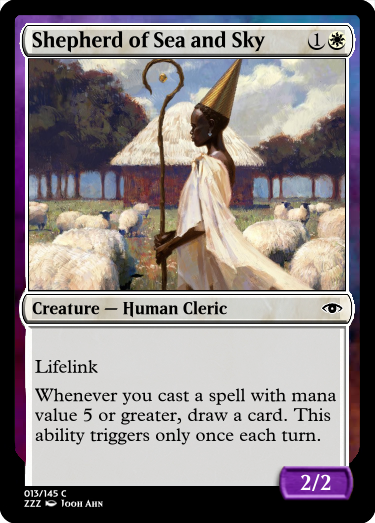 Shepherd of Sea and Sky 1
Creature — Human Cleric
Lifelink
Whenever you cast a spell with mana
value 5 or greater, draw a card. This
ability triggers only once each turn.
2/2
013/145 C
ZZZ Jooh Ahn